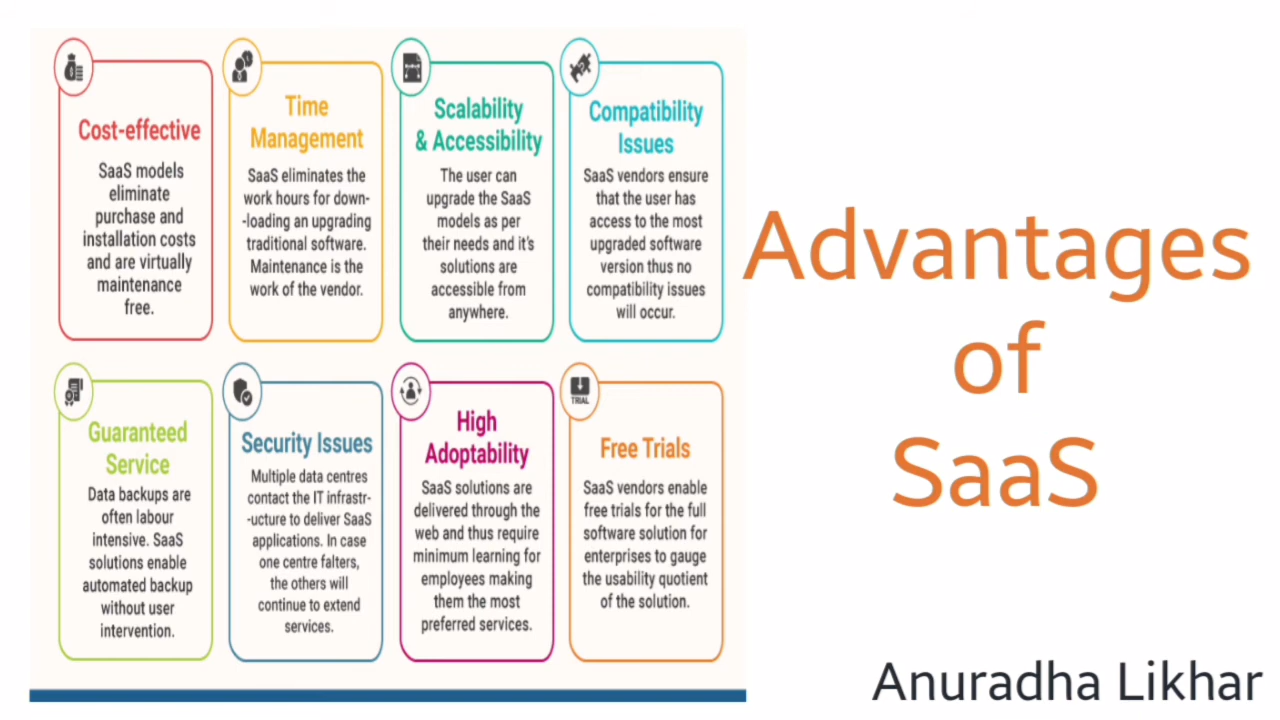 Cost-effective
SaaS models
eliminate
purchase and
installation costs
and are virtually
maintenance
free.
Time
Management
SaaS eliminates the
work hours for down-
-loading an upgrading
traditional software.
Maintenance is the
work of the vendor.
Scalability
& Accessibility
The user can
upgrade the SaaS
models as per
their needs and it's
solutions are
accessible from
anywhere.
Compatibility
Issues
SaaS vendors ensure
that the user has
access to the most
upgraded software
version thus no
compatibility issues
will occur.
Guaranteed
Service
Data backups are
often labour
intensive. SaaS
solutions enable
automated backup
without user
intervention.
Security Issues
Multiple data centres
contact the IT infrastr-
-ucture to deliver SaaS
applications. In case
one centre falters,
the others will
continue to extend
services.
High
Adoptability
SaaS solutions are
delivered through the
web and thus require
minimum learning for
employees making
them the most
preferred services.
TRIAL
Free Trials
SaaS vendors enable
free trials for the full
software solution for
enterprises to gauge
the usability quotient
of the solution.
Advantages
of
SaaS
Anuradha Likhar